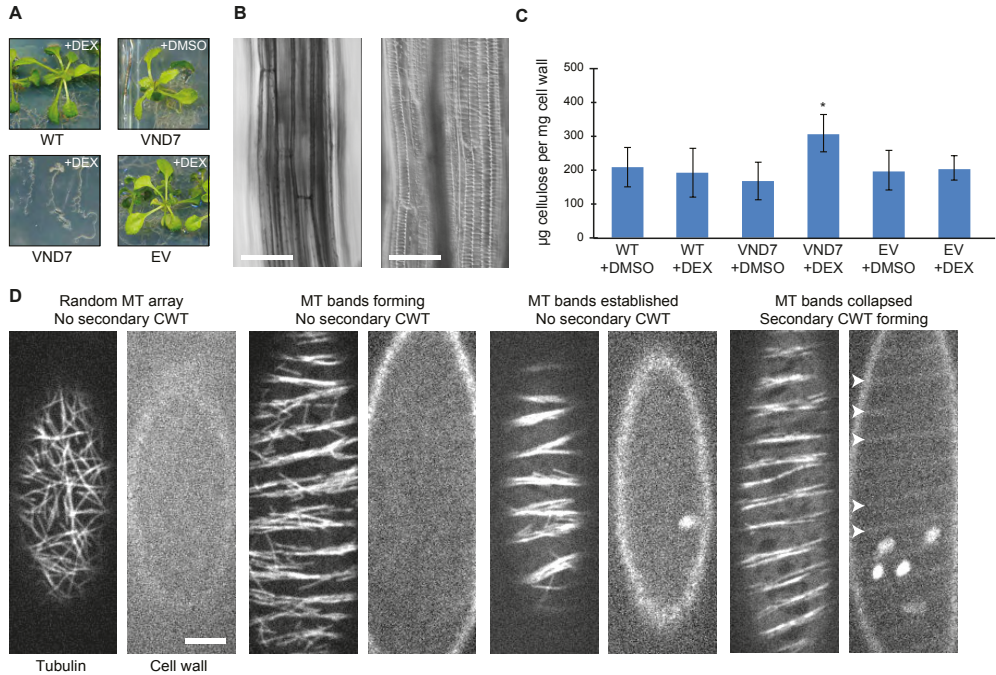 A
+DEX
+DMSO
WT
VND7
+DEX
+DEX
VND7
EV
B
C
µg cellulose per mg cell wall
500
400
300
200
100
0
*
WT
+DMSO
WT
+DEX
VND7
+DMSO
VND7
+DEX
EV
+DMSO
EV
+DEX
D
Random MT array
No secondary CWT
MT bands forming
No secondary CWT
MT bands established
No secondary CWT
MT bands collapsed
Secondary CWT forming
Tubulin
Cell wall